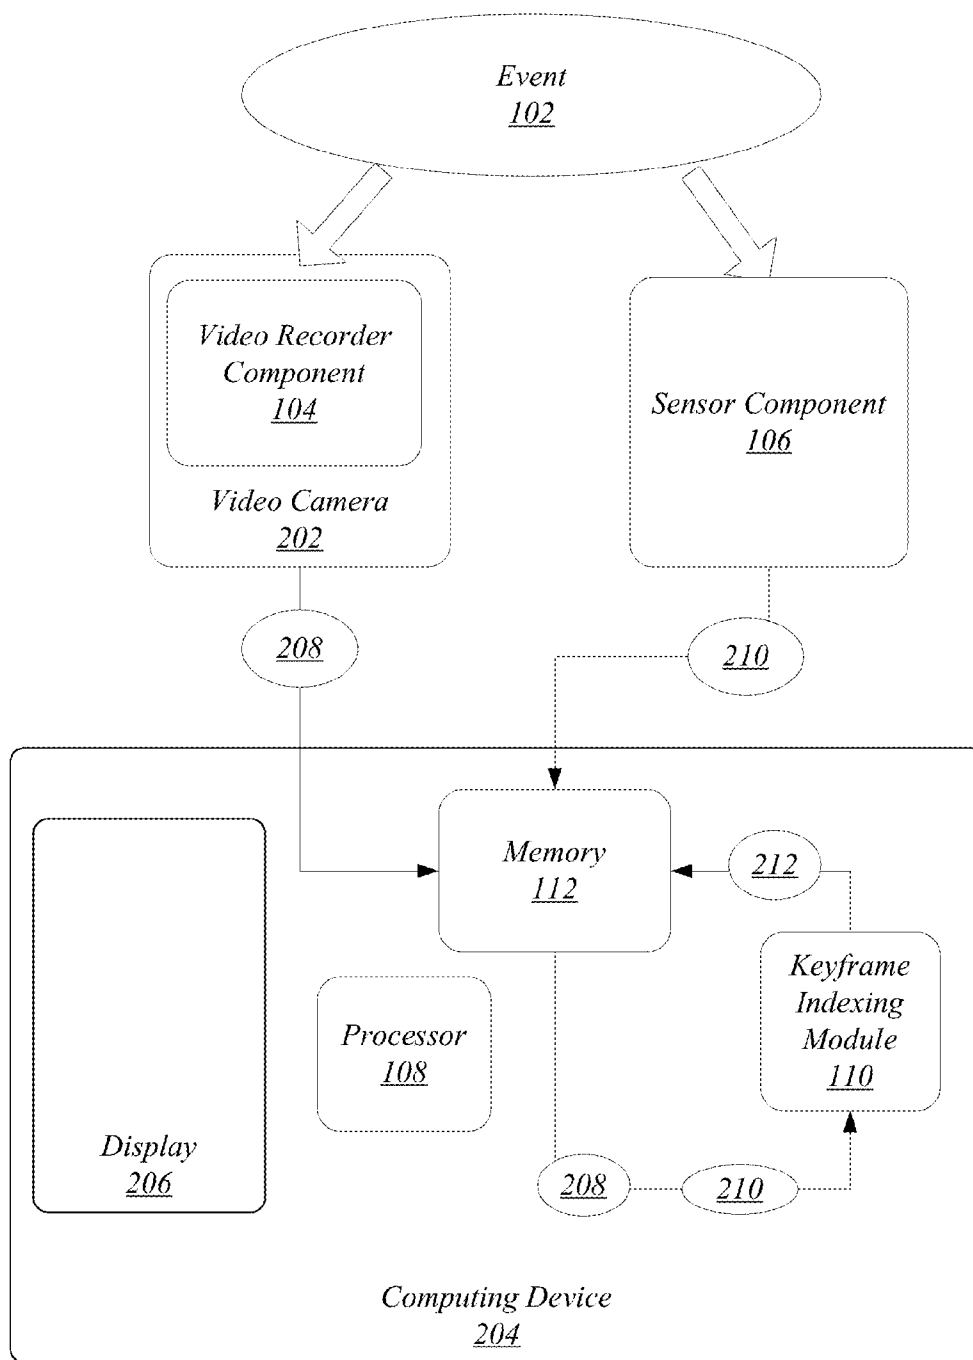 Event
102
Video Recorder
Component
104
Video Camera
202
Sensor Component
106
208
210
Memory
112
212
Keyframe
Indexing
Module
110
Processor
108
Display
206
208
210
Computing Device
204